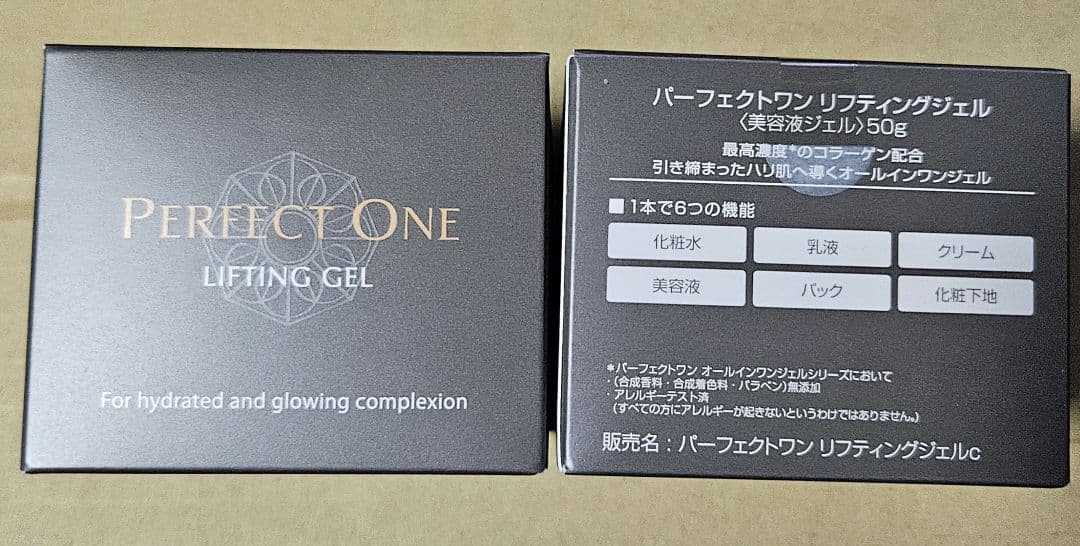 PERFECT ONE
LIFTING GEL
For hydrated and glowing complexion
パーフェクトワン リフティングジェル
〈美容液ジェル〉50g
最高濃度*のコラーゲン配合
引き締まったハリ肌へ導くオールインワンジェル
■ 1本で6つの機能
化粧水 乳液 クリーム
美容液 パック 化粧下地
*パーフェクトワン オールインワンジェルシリーズにおいて
・(合成香料・合成着色料・パラベン)無添加
・アレルギーテスト済
(すべての方にアレルギーが起きないというわけではありません。)
販売名：パーフェクトワン リフティングジェルc